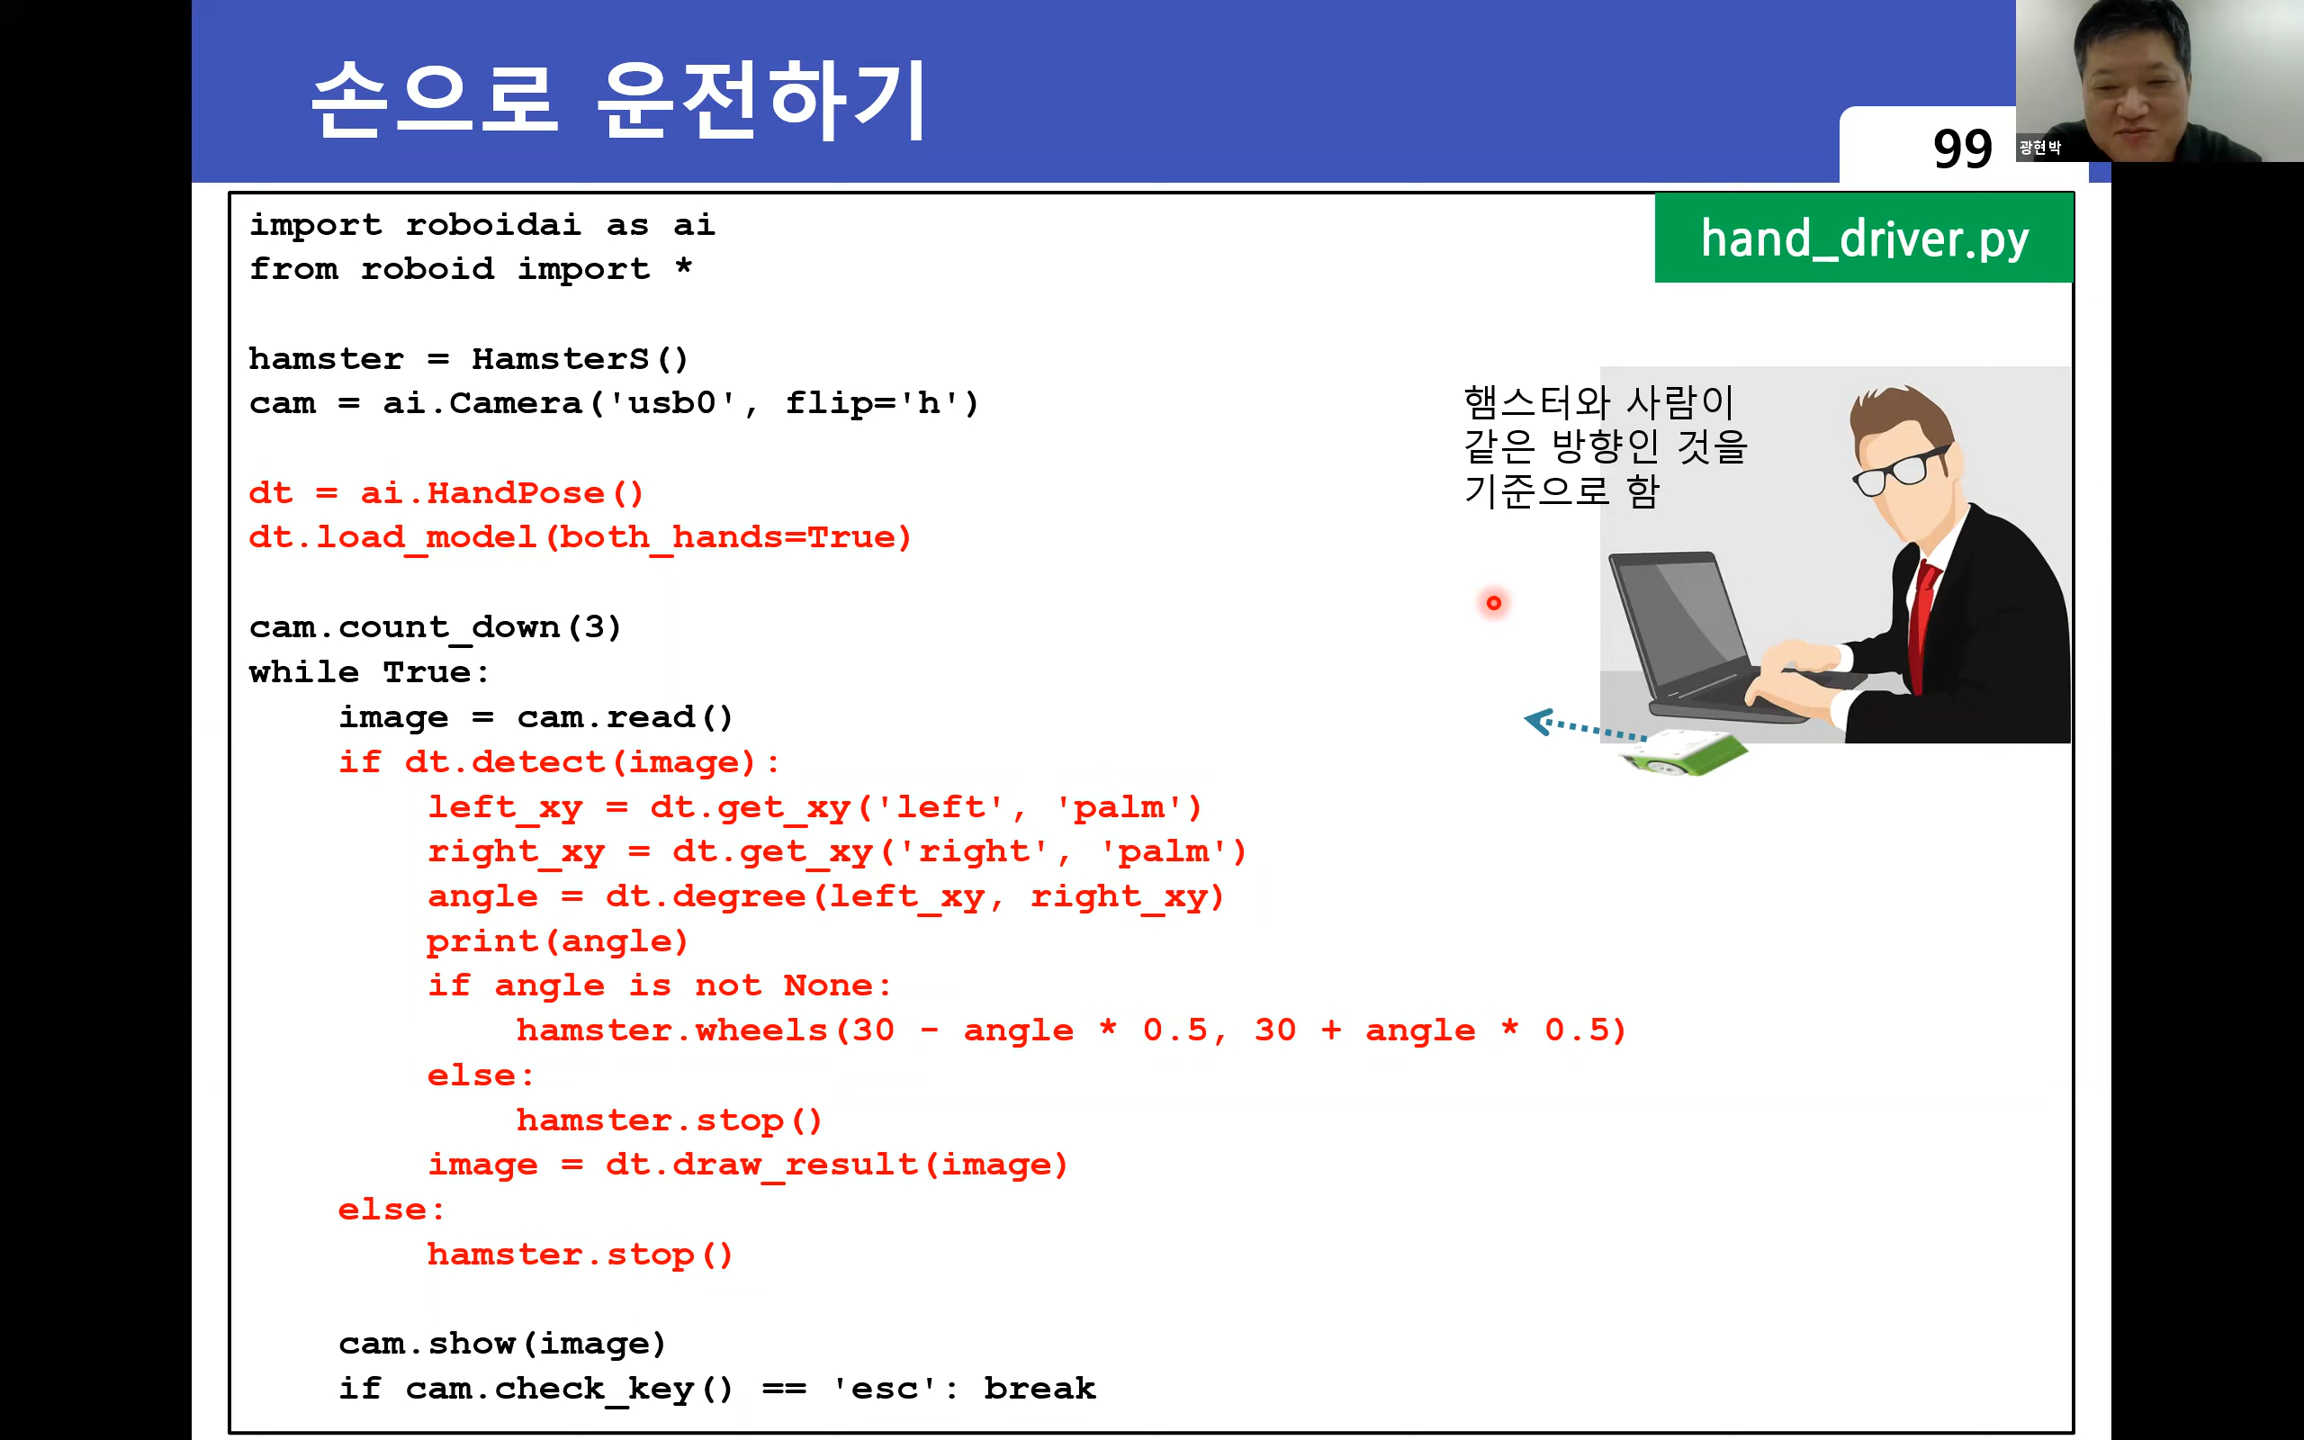 손으로 운전하기
99
광현박
hand_driver.py
import roboidai as ai
from roboid import *
hamster = HamsterS()
cam = ai.Camera('usb0', flip='h')
햄스터와 사람이
같은 방향인 것을
기준으로 함
dt = ai.HandPose()
dt.load_model(both_hands=True)
cam.count_down(3)
while True:
    image = cam.read()
    if dt.detect(image):
        left_xy = dt.get_xy('left', 'palm')
        right_xy = dt.get_xy('right', 'palm')
        angle = dt.degree(left_xy, right_xy)
        print(angle)
        if angle is not None:
            hamster.wheels(30 - angle * 0.5, 30 + angle * 0.5)
        else:
            hamster.stop()
        image = dt.draw_result(image)
    else:
        hamster.stop()
    cam.show(image)
    if cam.check_key() == 'esc': break